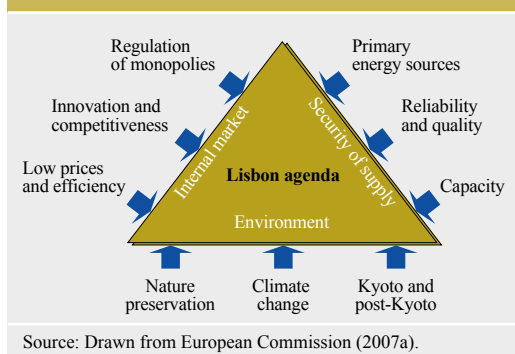 Regulation
of monopolies
Primary
energy sources
Innovation and
competitiveness
Reliability
and quality
Low prices
and efficiency
Capacity
Internal market
Security of supply
Lisbon agenda
Environment
Nature
preservation
Climate
change
Kyoto and
post-Kyoto
Source: Drawn from European Commission (2007a).